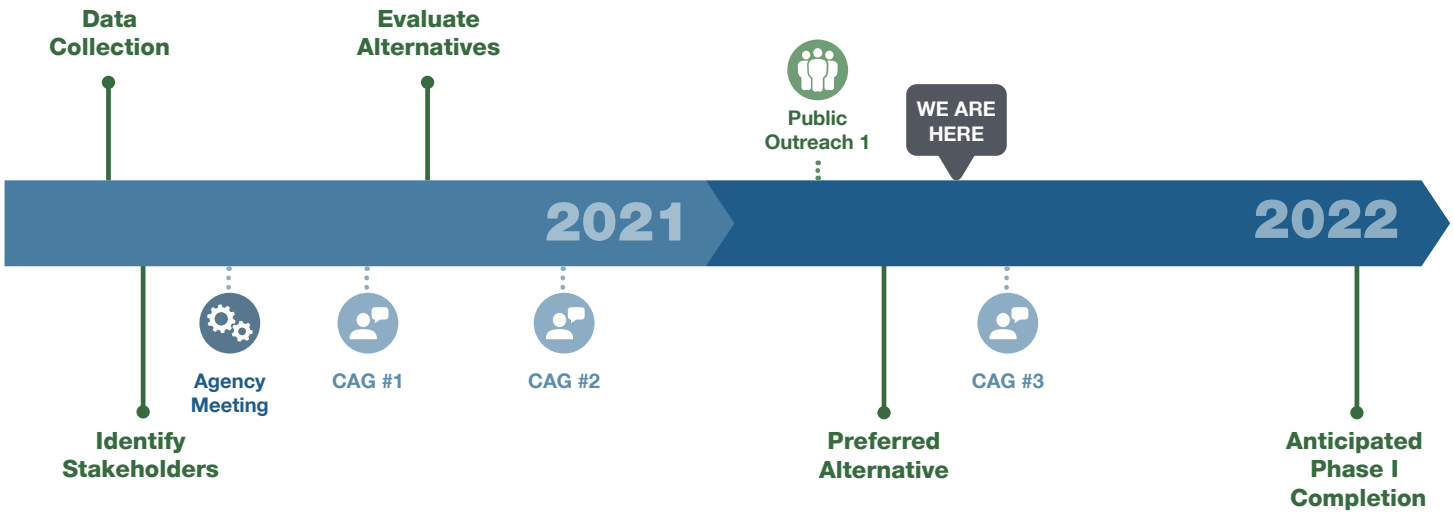 Data
Collection
Evaluate
Alternatives
Public
Outreach 1
WE ARE
HERE
2021
2022
Agency
Meeting
CAG #1
CAG #2
CAG #3
Identify
Stakeholders
Preferred
Alternative
Anticipated
Phase I
Completion